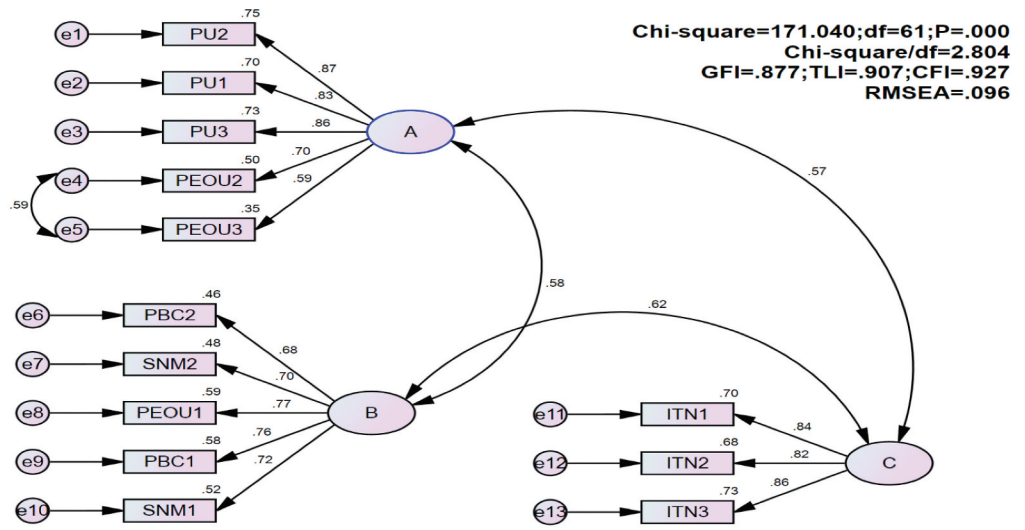 Chi-square=171.040;df=61;P=.000
Chi-square/df=2.804
GFI=.877;TLI=.907;CFI=.927
RMSEA=.096
.75
e1 PU2
.87
.70
e2 PU1
.83
.73
e3 PU3
.86
A
.50
e4 PEOU2
.70
.59
.35
e5 PEOU3
.59
.57
.58
.62
.46
e6 PBC2
.68
.48
e7 SNM2
.70
.59
e8 PEOU1
.77
B
.58
e9 PBC1
.76
.52
e10 SNM1
.72
.70
e11 ITN1
.84
.68
e12 ITN2
.82
C
.73
e13 ITN3
.86